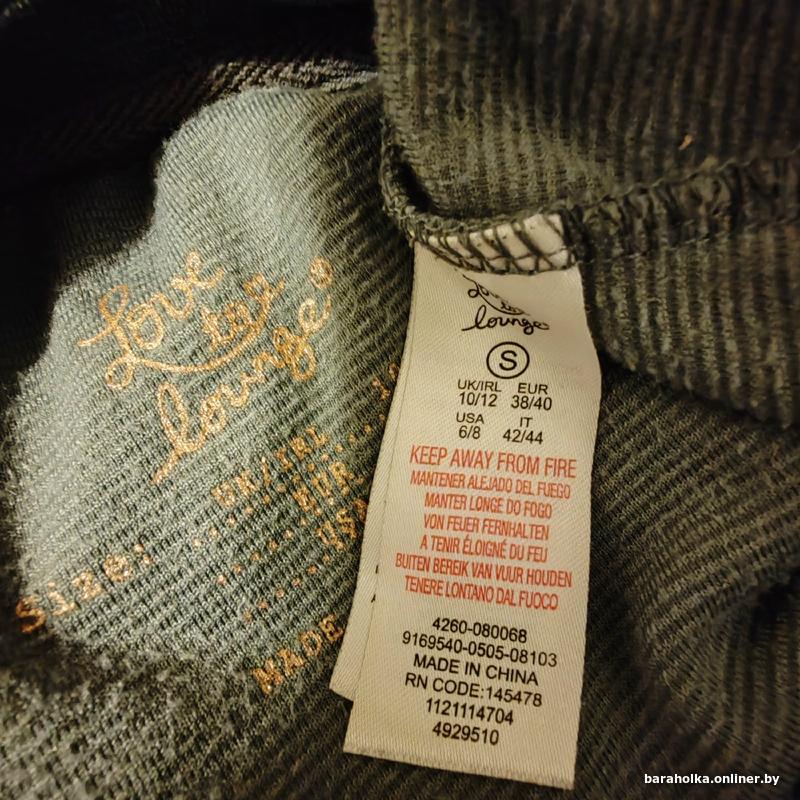 Love
to
lounge
Size:
UK/IRL
EUR
USA
MADE
lounge
S
UK/IRL EUR
10/12 38/40
USA IT
6/8 42/44
KEEP AWAY FROM FIRE
MANTENER ALEJADO DEL FUEGO
MANTER LONGE DO FOGO
VON FEUER FERNHALTEN
A TENIR ÉLOIGNÉ DU FEU
BUITEN BEREIK VAN VUUR HOUDEN
TENERE LONTANO DAL FUOCO
4260-080068
9169540-0505-08103
MADE IN CHINA
RN CODE:145478
1121114704
4929510
baraholka.onliner.by